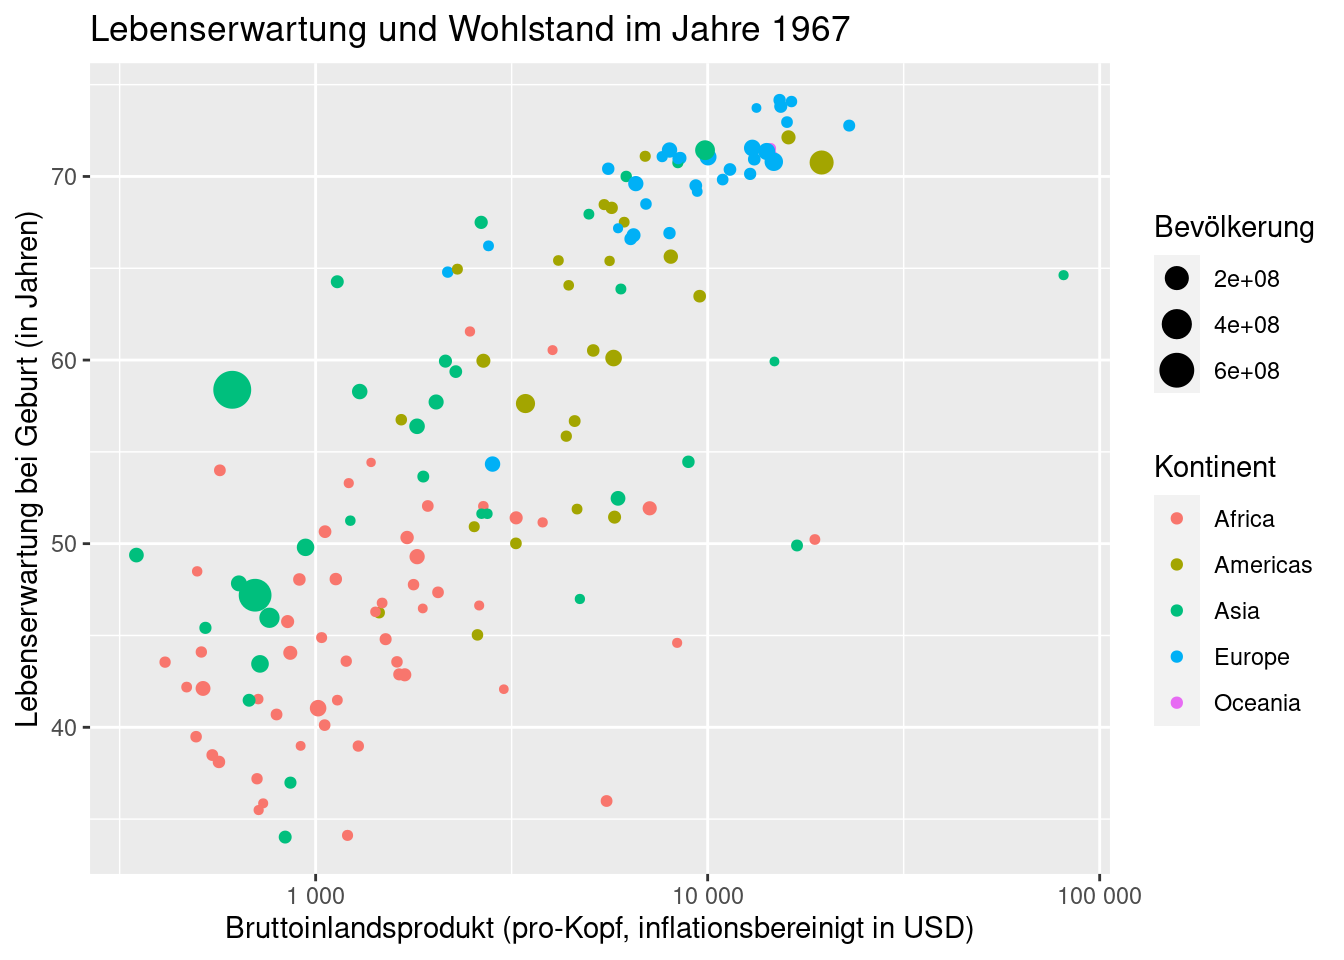 Lebenserwartung und Wohlstand im Jahre 1967
Lebenserwartung bei Geburt (in Jahren)
70
60
50
40
1 000
10 000
100 000
Bruttoinlandsprodukt (pro-Kopf, inflationsbereinigt in USD)
Bevölkerung
2e+08
4e+08
6e+08
Kontinent
Africa
Americas
Asia
Europe
Oceania